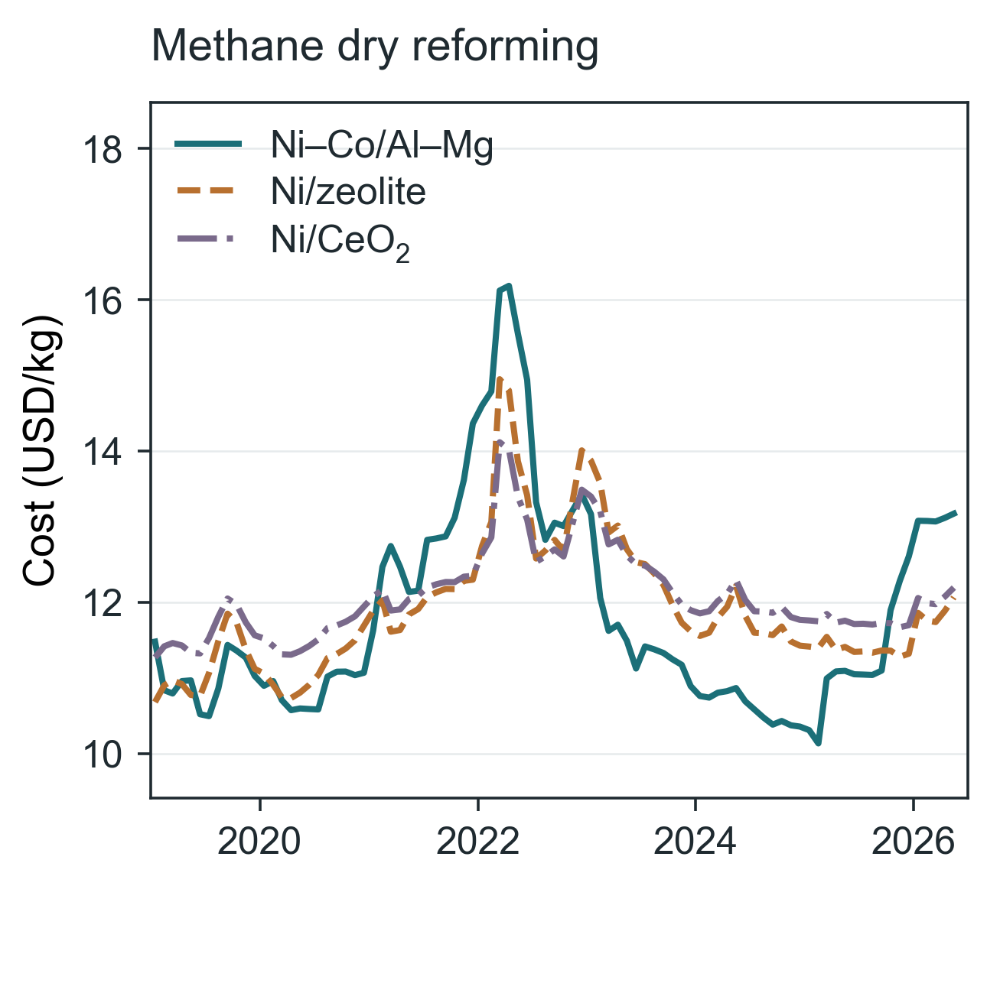 Methane dry reforming
Ni–Co/Al–Mg
Ni/zeolite
Ni/CeO₂
Cost (USD/kg)
18
16
14
12
10
2020 2022 2024 2026